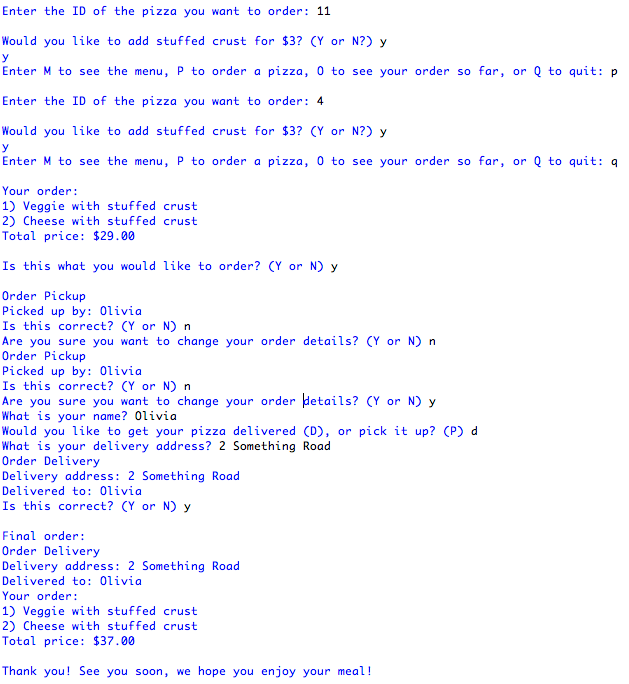 Enter the ID of the pizza you want to order: 11
Would you like to add stuffed crust for $3? (Y or N?) y
y
Enter M to see the menu, P to order a pizza, O to see your order so far, or Q to quit: p
Enter the ID of the pizza you want to order: 4
Would you like to add stuffed crust for $3? (Y or N?) y
y
Enter M to see the menu, P to order a pizza, O to see your order so far, or Q to quit: q
Your order:
1) Veggie with stuffed crust
2) Cheese with stuffed crust
Total price: $29.00
Is this what you would like to order? (Y or N) y
Order Pickup
Picked up by: Olivia
Is this correct? (Y or N) n
Are you sure you want to change your order details? (Y or N) n
Order Pickup
Picked up by: Olivia
Is this correct? (Y or N) n
Are you sure you want to change your order details? (Y or N) y
What is your name? Olivia
Would you like to get your pizza delivered (D), or pick it up? (P) d
What is your delivery address? 2 Something Road
Order Delivery
Delivery address: 2 Something Road
Delivered to: Olivia
Is this correct? (Y or N) y
Final order:
Order Delivery
Delivery address: 2 Something Road
Delivered to: Olivia
Your order:
1) Veggie with stuffed crust
2) Cheese with stuffed crust
Total price: $37.00
Thank you! See you soon, we hope you enjoy your meal!